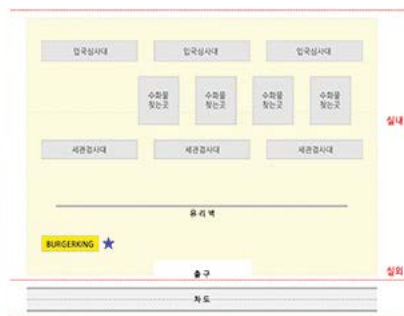 입국심사대 입국심사대 입국심사대
수화물 수화물 수화물 수화물
찾는곳 찾는곳 찾는곳 찾는곳
실내
세관검사대 세관검사대 세관검사대
유리벽
BURGERKING
출구
실외
차도